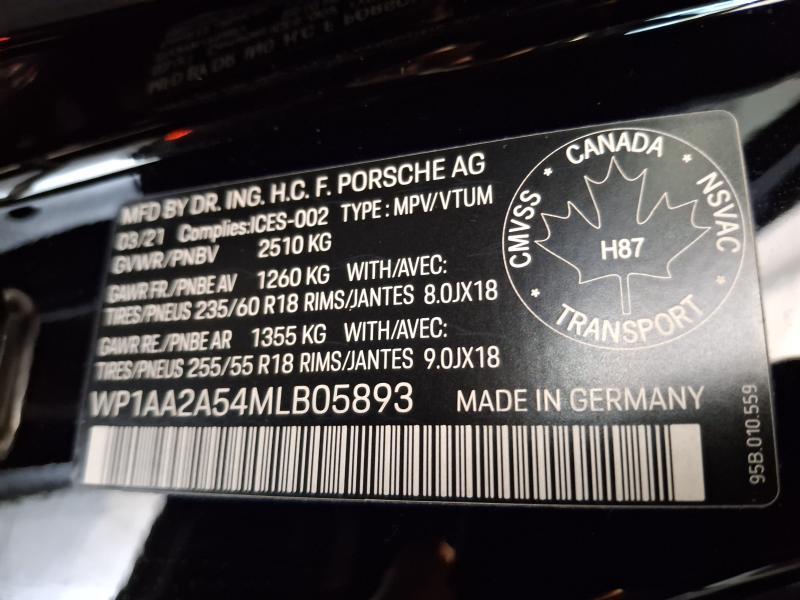 MFD BY DR. ING. H.C. F. PORSCHE AG
03/21 Complies:ICES-002 TYPE : MPV/VTUM
GVWR/PNBV 2510 KG
GAWR FR./PNBE AV 1260 KG WITH/AVEC:
TIRES/PNEUS 235/60 R18 RIMS/JANTES 8.0JX18
GAWR RE./PNBE AR 1355 KG WITH/AVEC:
TIRES/PNEUS 255/55 R18 RIMS/JANTES 9.0JX18
WP1AA2A54MLB05893 MADE IN GERMANY
CANADA
CMVSS
NSVAC
H87
TRANSPORT
95B.010.559